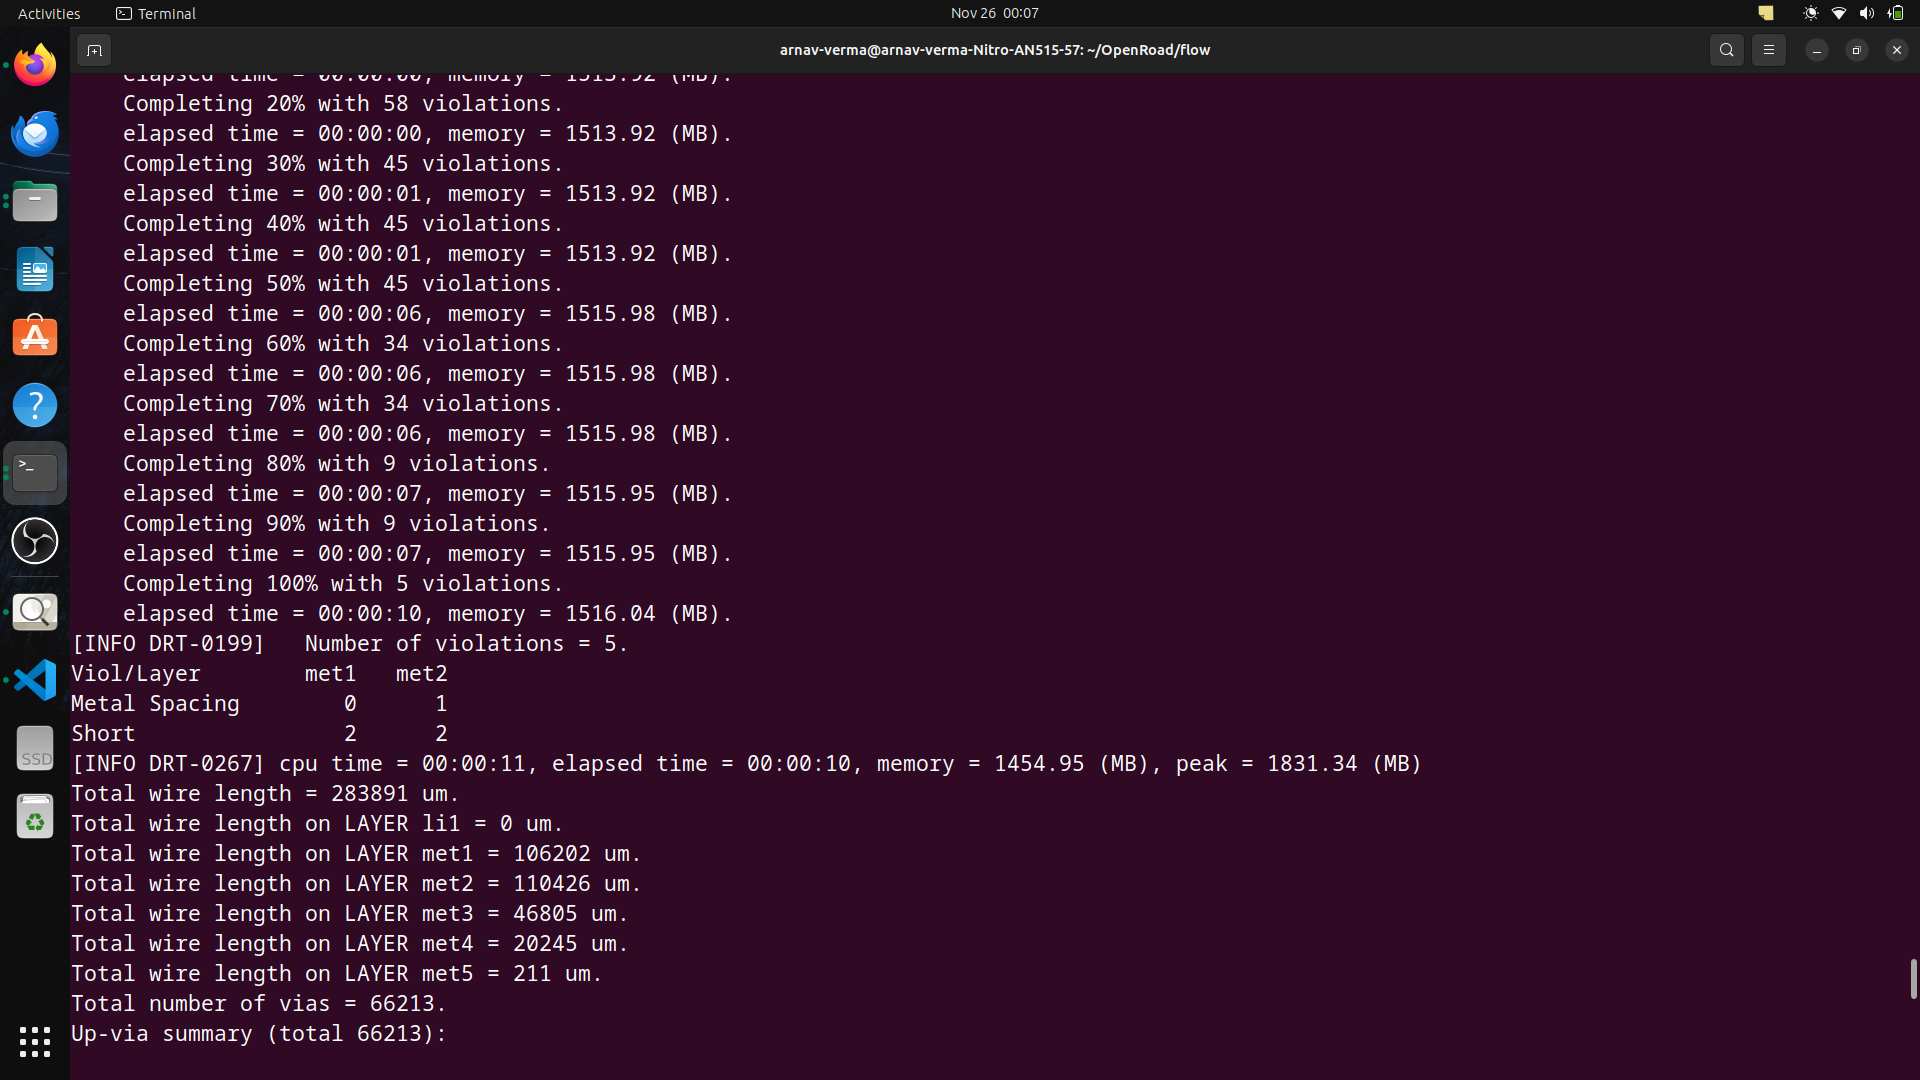 Activities
Terminal
Nov 26 00:07
arnav-verma@arnav-verma-Nitro-AN515-57: ~/OpenRoad/flow
elapsed time = 00:00:00, memory = 1513.92 (MB).
Completing 20% with 58 violations.
elapsed time = 00:00:00, memory = 1513.92 (MB).
Completing 30% with 45 violations.
elapsed time = 00:00:01, memory = 1513.92 (MB).
Completing 40% with 45 violations.
elapsed time = 00:00:01, memory = 1513.92 (MB).
Completing 50% with 45 violations.
elapsed time = 00:00:06, memory = 1515.98 (MB).
Completing 60% with 34 violations.
elapsed time = 00:00:06, memory = 1515.98 (MB).
Completing 70% with 34 violations.
elapsed time = 00:00:06, memory = 1515.98 (MB).
Completing 80% with 9 violations.
elapsed time = 00:00:07, memory = 1515.95 (MB).
Completing 90% with 9 violations.
elapsed time = 00:00:07, memory = 1515.95 (MB).
Completing 100% with 5 violations.
elapsed time = 00:00:10, memory = 1516.04 (MB).
[INFO DRT-0199]   Number of violations = 5.
Viol/Layer        met1   met2
Metal Spacing        0      1
Short                2      2
[INFO DRT-0267] cpu time = 00:00:11, elapsed time = 00:00:10, memory = 1454.95 (MB), peak = 1831.34 (MB)
Total wire length = 283891 um.
Total wire length on LAYER li1 = 0 um.
Total wire length on LAYER met1 = 106202 um.
Total wire length on LAYER met2 = 110426 um.
Total wire length on LAYER met3 = 46805 um.
Total wire length on LAYER met4 = 20245 um.
Total wire length on LAYER met5 = 211 um.
Total number of vias = 66213.
Up-via summary (total 66213):
SSD